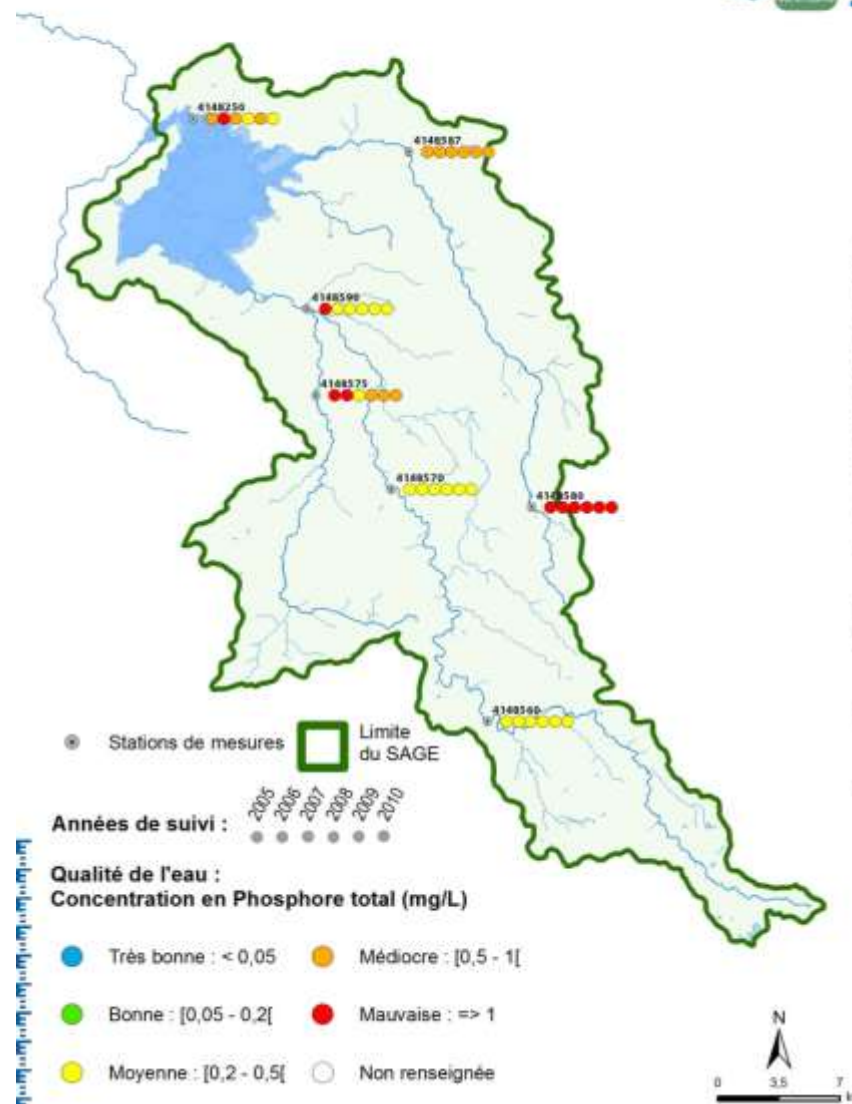 4148250
4148587
4148590
4148575
4148570
4148580
4148560
Stations de mesures
Limite
du SAGE
Années de suivi :
2005 2006 2007 2008 2009 2010
Qualité de l'eau :
Concentration en Phosphore total (mg/L)
Très bonne : < 0,05
Médiocre : [0,5 - 1[
Bonne : [0,05 - 0,2[
Mauvaise : => 1
Moyenne : [0,2 - 0,5[
Non renseignée
N
0 3,5 7